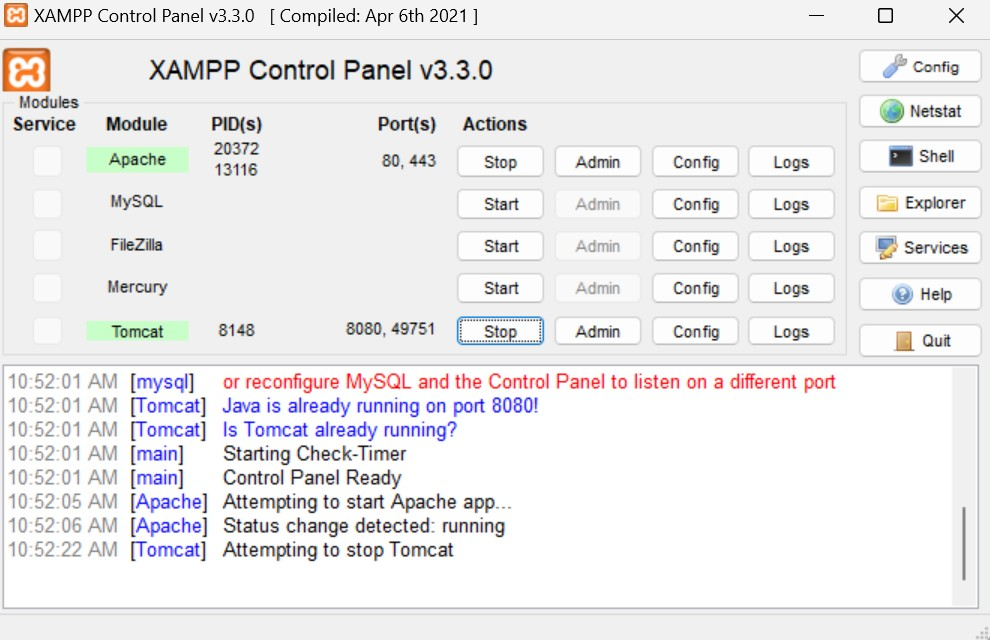 XAMPP Control Panel v3.3.0 [ Compiled: Apr 6th 2021 ]
XAMPP Control Panel v3.3.0
Modules
Service Module PID(s) Port(s) Actions
Apache 20372 13116 80, 443 Stop Admin Config Logs
MySQL Start Admin Config Logs
FileZilla Start Admin Config Logs
Mercury Start Admin Config Logs
Tomcat 8148 8080, 49751 Stop Admin Config Logs
Config
Netstat
Shell
Explorer
Services
Help
Quit
10:52:01 AM [mysql] or reconfigure MySQL and the Control Panel to listen on a different port
10:52:01 AM [Tomcat] Java is already running on port 8080!
10:52:01 AM [Tomcat] Is Tomcat already running?
10:52:01 AM [main] Starting Check-Timer
10:52:01 AM [main] Control Panel Ready
10:52:05 AM [Apache] Attempting to start Apache app...
10:52:06 AM [Apache] Status change detected: running
10:52:22 AM [Tomcat] Attempting to stop Tomcat